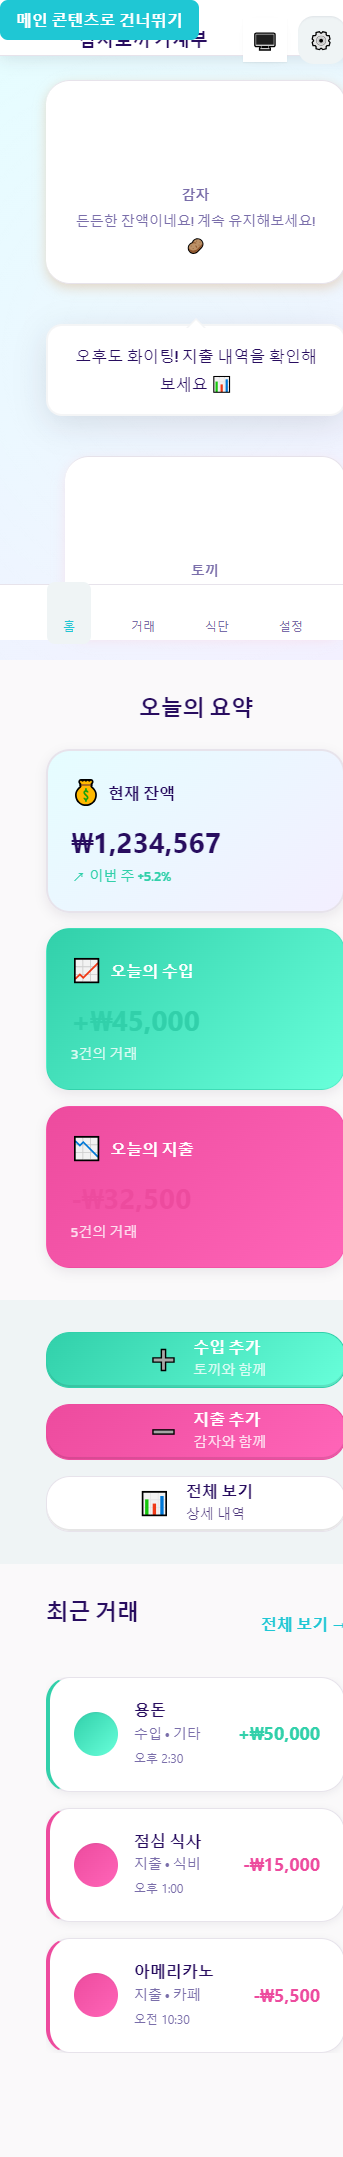 메인 콘텐츠로 건너뛰기
감자
든든한 잔액이네요! 계속 유지해보세요!
🥔
오후도 화이팅! 지출 내역을 확인해
보세요 📊
토끼
홈 거래 식단 설정
오늘의 요약
현재 잔액
₩1,234,567
↗ 이번 주 +5.2%
오늘의 수입
+₩45,000
3건의 거래
오늘의 지출
-₩32,500
5건의 거래
수입 추가
토끼와 함께
지출 추가
감자와 함께
전체 보기
상세 내역
최근 거래
전체 보기 →
용돈
수입 • 기타
+₩50,000
오후 2:30
점심 식사
지출 • 식비
-₩15,000
오후 1:00
아메리카노
지출 • 카페
-₩5,500
오전 10:30